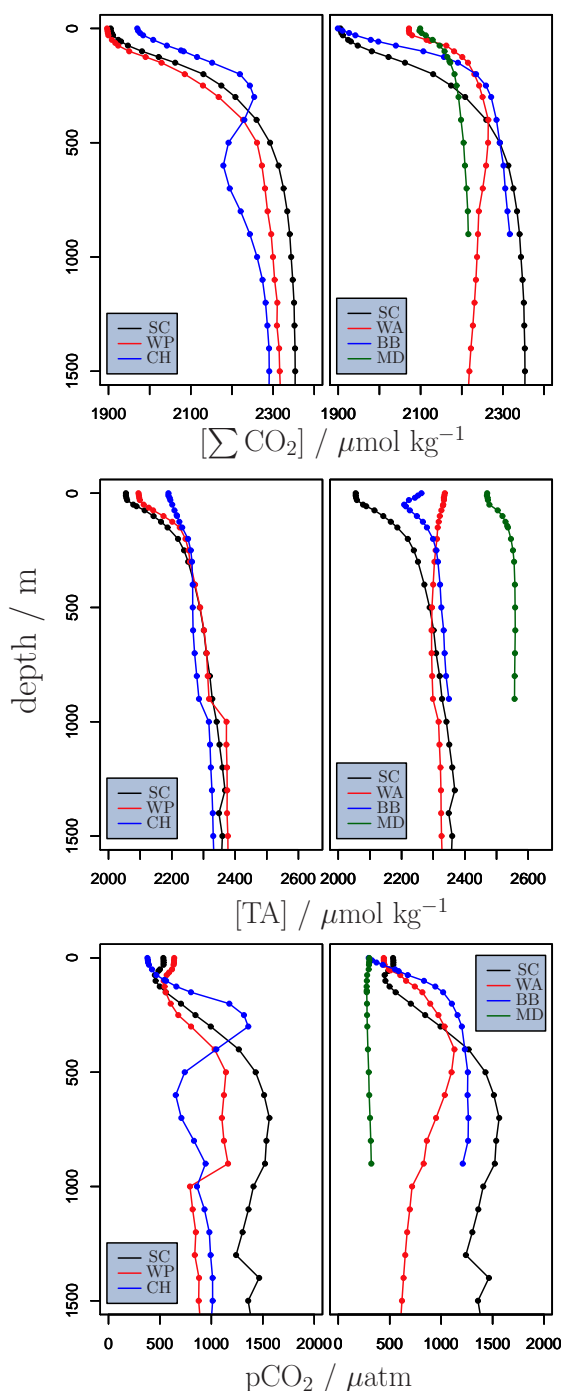 0
500
1000
1500
SC
WP
CH
SC
WA
BB
MD
1900 2100 2300 1900 2100 2300
[∑ CO₂] / μmol kg⁻¹
0
500
1000
1500
SC
WP
CH
SC
WA
BB
MD
2000 2200 2400 2600 2000 2200 2400 2600
[TA] / μmol kg⁻¹
depth / m
0
500
1000
1500
SC
WP
CH
SC
WA
BB
MD
0 500 1000 1500 2000 0 500 1000 1500 2000
pCO₂ / μatm